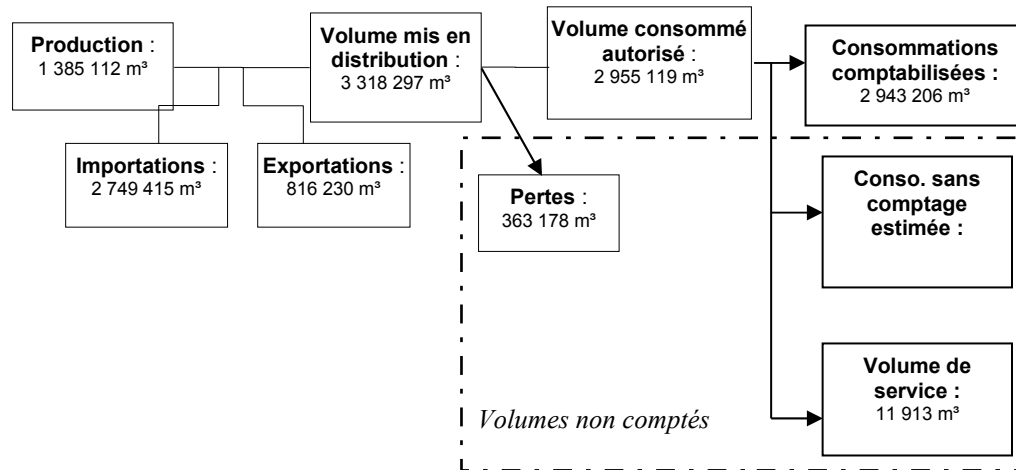 Production :
1 385 112 m³
Volume mis en
distribution :
3 318 297 m³
Volume consommé
autorisé :
2 955 119 m³
Consommations
comptabilisées :
2 943 206 m³
Importations :
2 749 415 m³
Exportations :
816 230 m³
Pertes :
363 178 m³
Conso. sans
comptage
estimée :
Volume de
service :
11 913 m³
Volumes non comptés